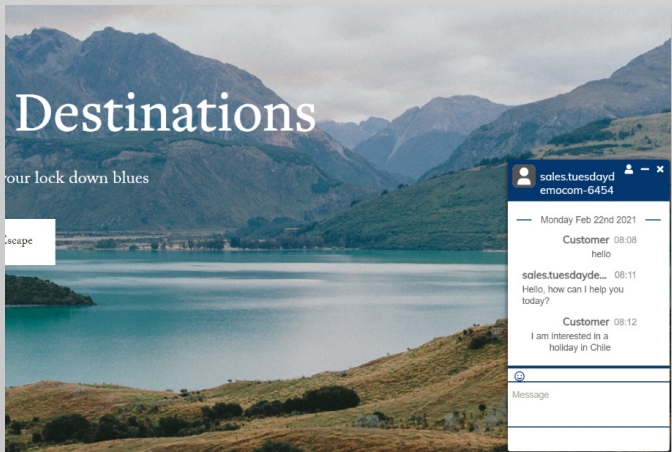 Destinations
your lock down blues
Escape
sales.tuesdayd
emocom-6454
Monday Feb 22nd 2021
Customer 08:08
hello
sales.tuesdayde... 08:11
Hello, how can I help you
today?
Customer 08:12
I am interested in a
holiday in Chile
Message